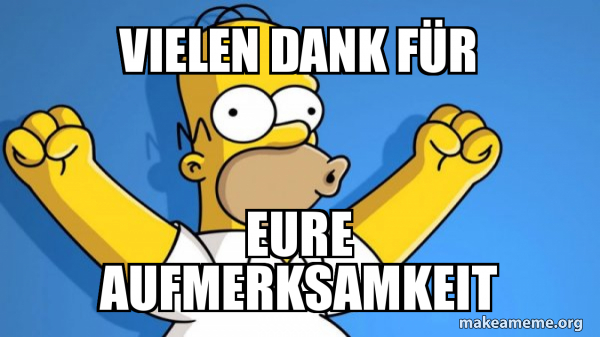 VIELEN DANK FÜR
EURE
AUFMERKSAMKEIT
makeameme.org